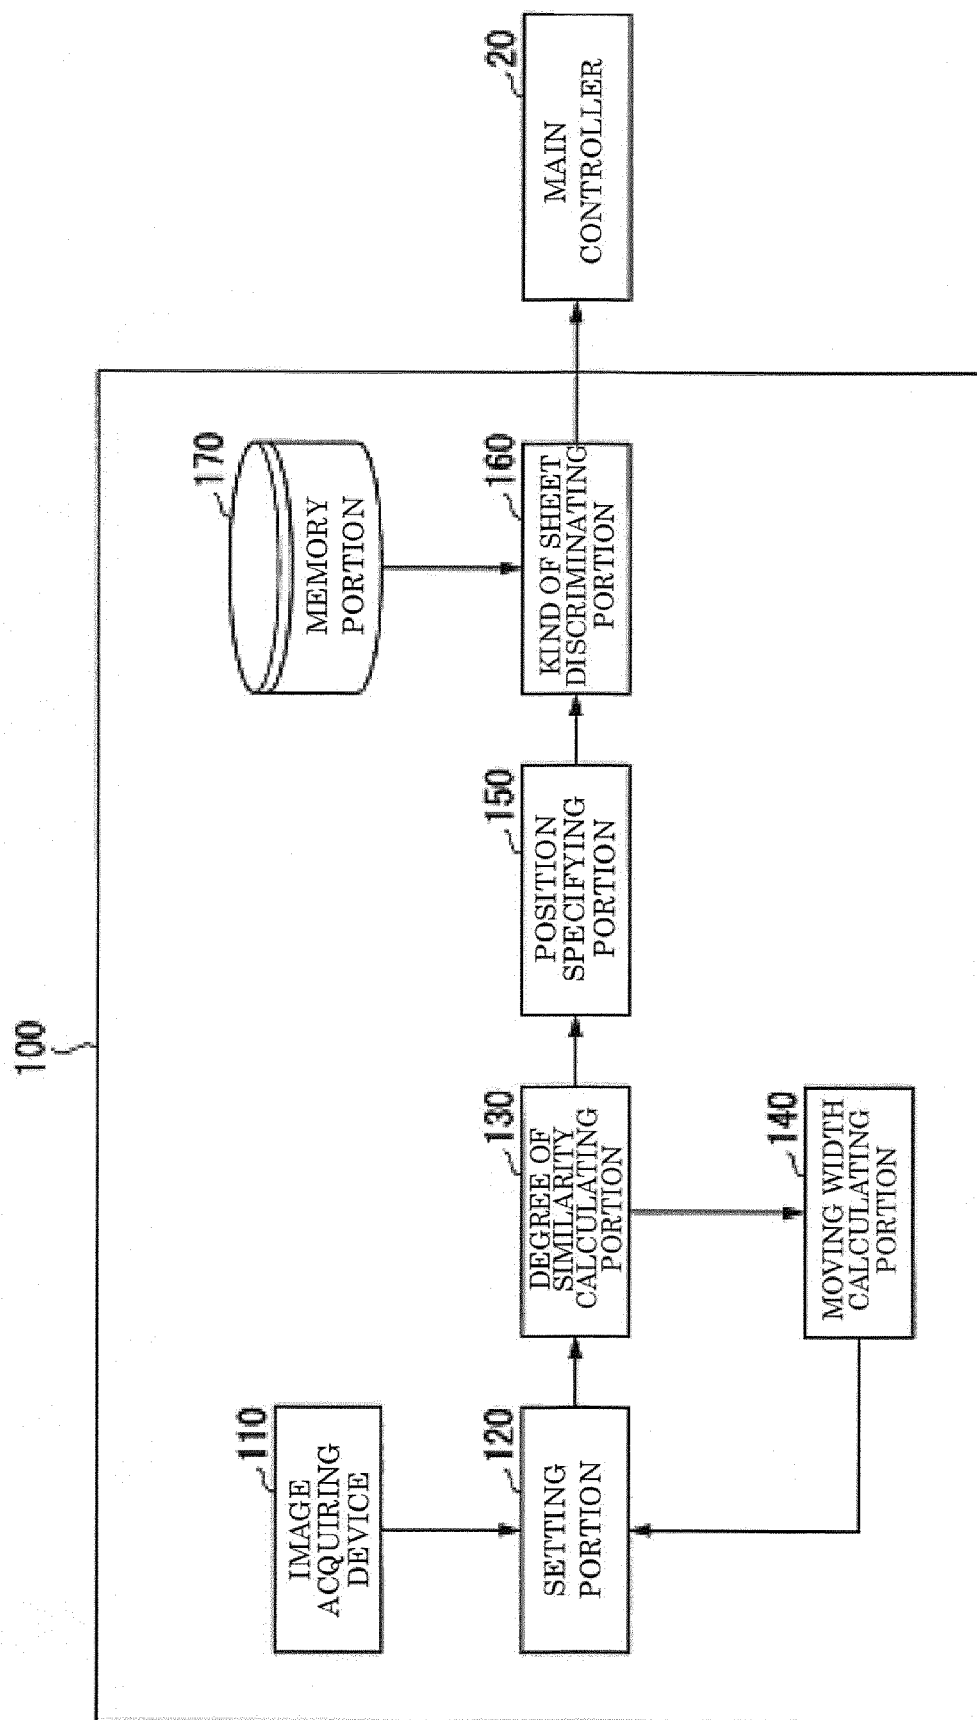 100
110
IMAGE
ACQUIRING
DEVICE
170
MEMORY
PORTION
120
SETTING
PORTION
130
DEGREE OF
SIMILARITY
CALCULATING
PORTION
150
POSITION
SPECIFYING
PORTION
160
KIND OF SHEET
DISCRIMINATING
PORTION
20
MAIN
CONTROLLER
140
MOVING WIDTH
CALCULATING
PORTION